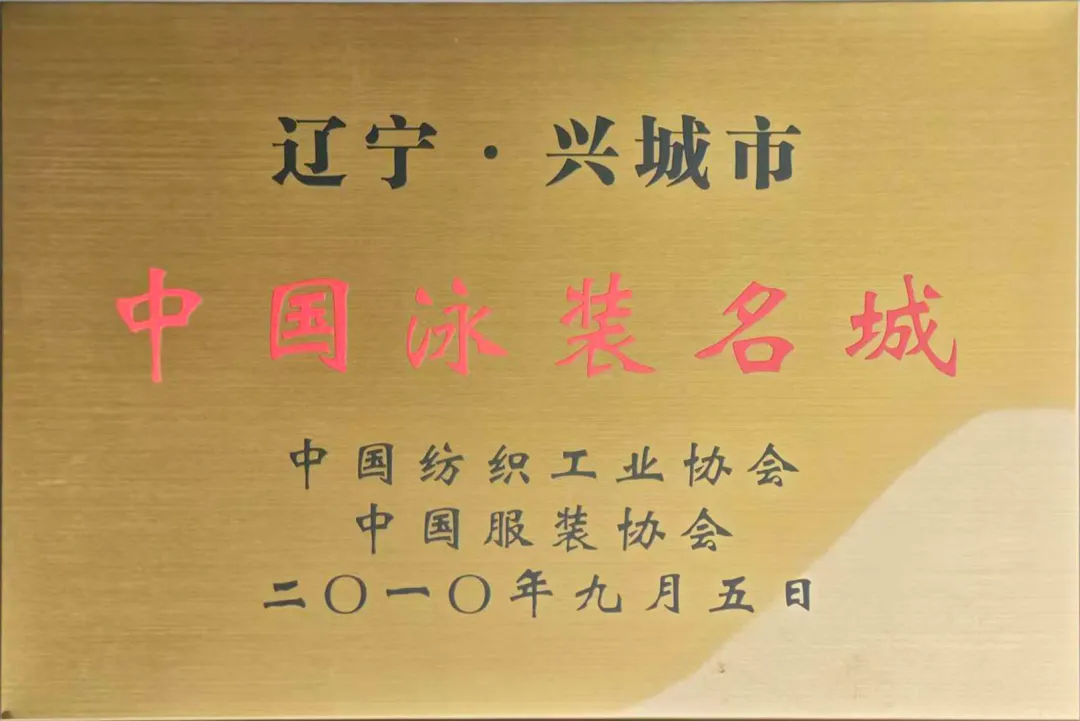 辽宁·兴城市
中国泳装名城
中国纺织工业协会
中国服装协会
二〇一〇年九月五日